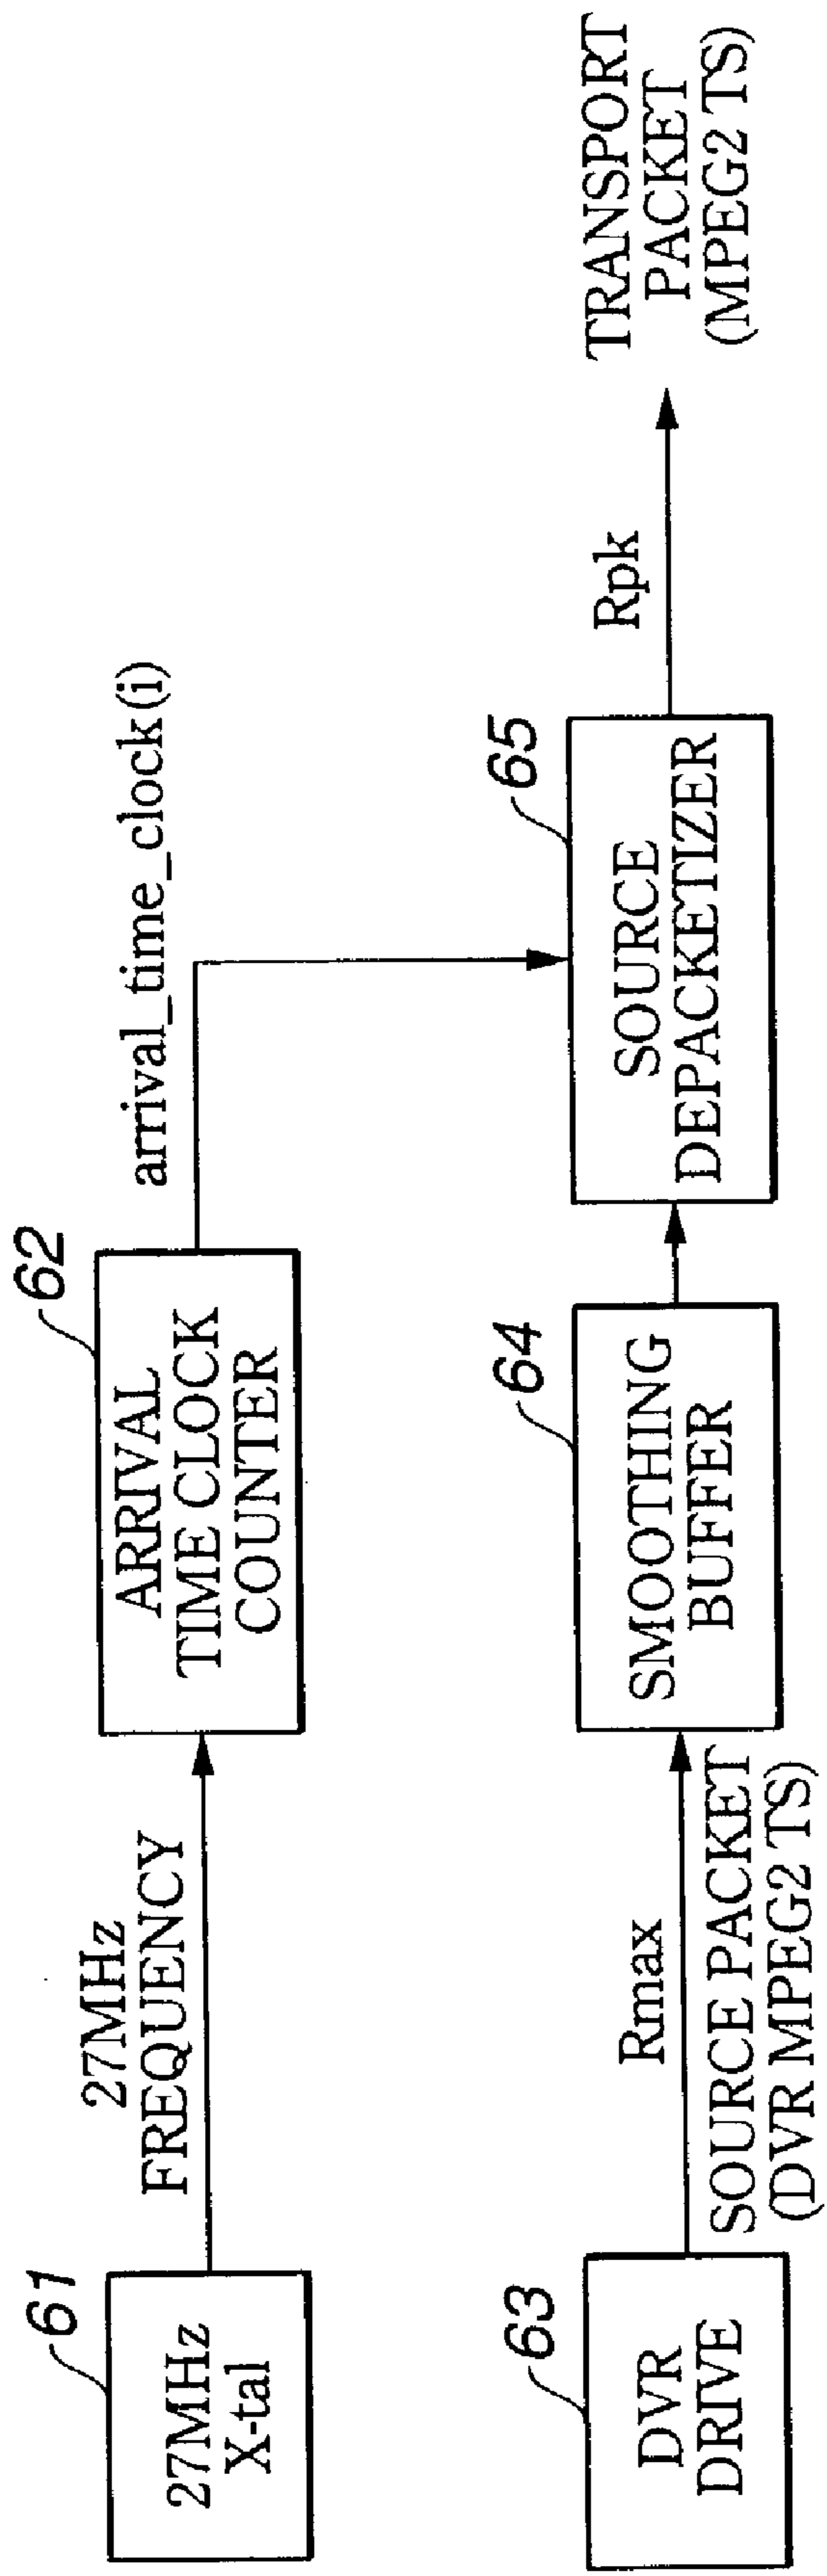 61
27MHz
X-tal
27MHz
FREQUENCY
62
ARRIVAL
TIME CLOCK
COUNTER
arrival_time_clock(i)
63
DVR
DRIVE
Rmax
SOURCE PACKET
(DVR MPEG2 TS)
64
SMOOTHING
BUFFER
65
SOURCE
DEPACKETIZER
Rpk
TRANSPORT
PACKET
(MPEG2 TS)